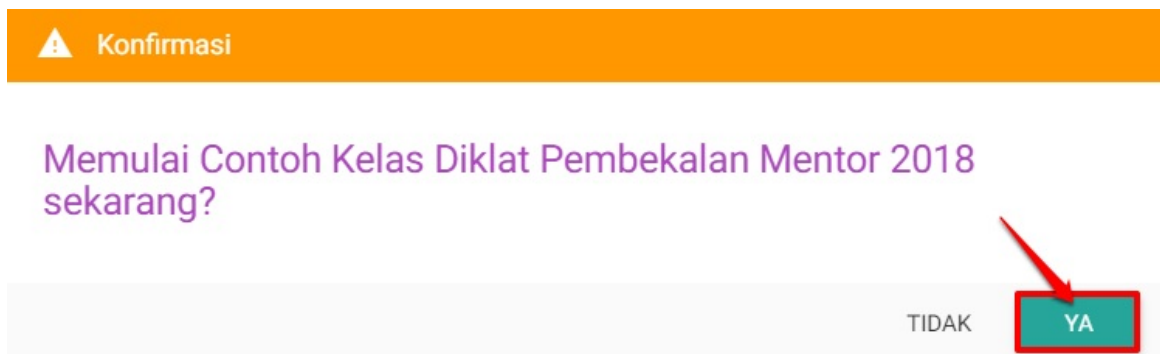 Konfirmasi
Memulai Contoh Kelas Diklat Pembekalan Mentor 2018
sekarang?
TIDAK YA